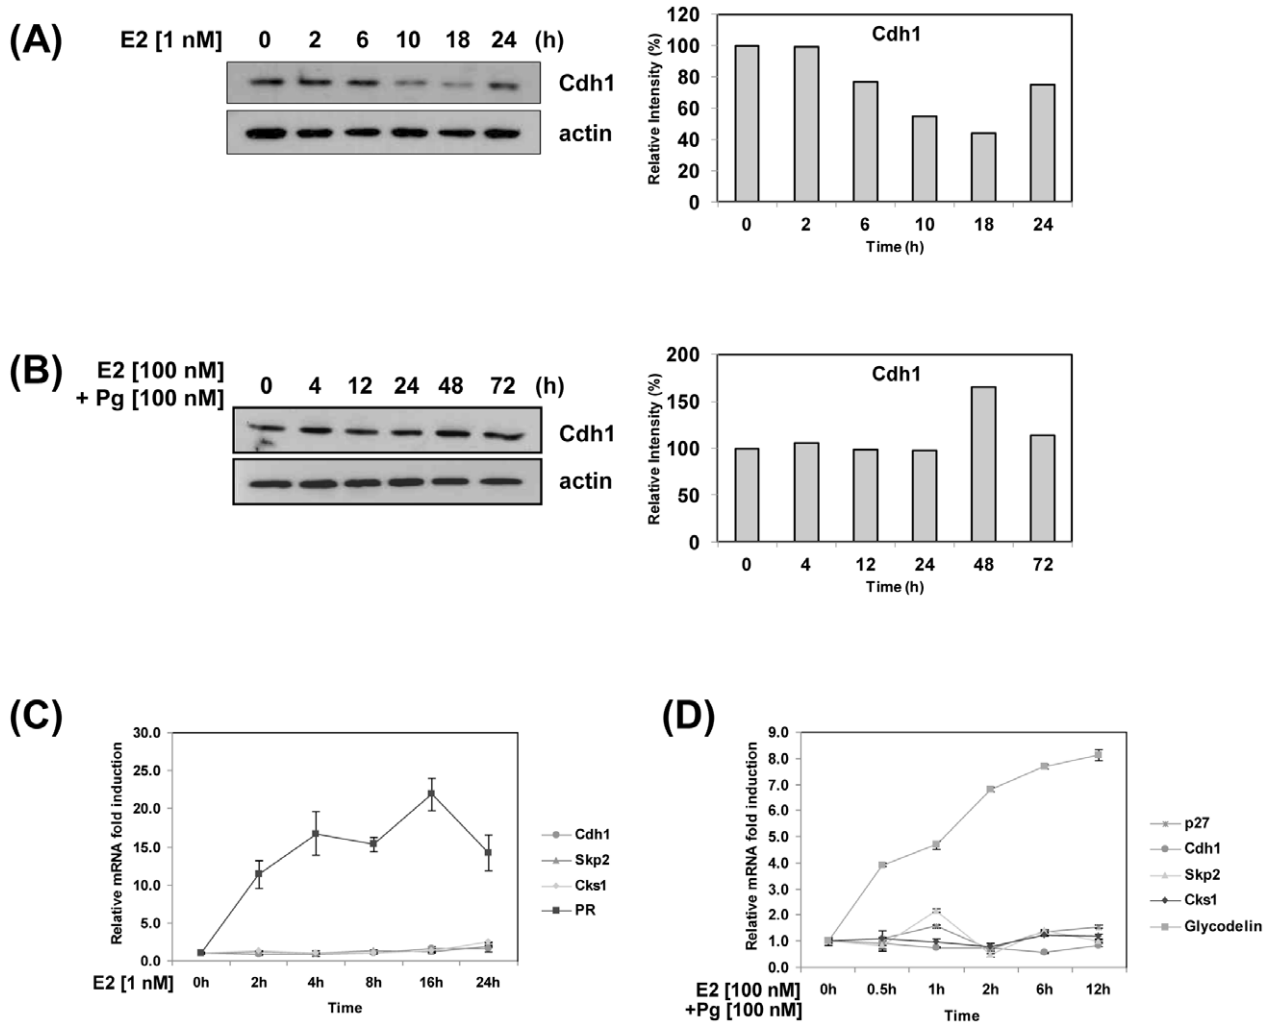 (A)
E2 [1 nM] 0 2 6 10 18 24 (h)
Cdh1
actin
Cdh1
Relative Intensity (%)
120
100
80
60
40
20
0
0 2 6 10 18 24
Time (h)
(B)
E2 [100 nM]
+ Pg [100 nM]
0 4 12 24 48 72 (h)
Cdh1
actin
Cdh1
Relative Intensity (%)
200
150
100
50
0
0 4 12 24 48 72
Time (h)
(C)
Relative mRNA fold induction
30.0
25.0
20.0
15.0
10.0
5.0
0.0
E2 [1 nM] 0h 2h 4h 8h 16h 24h
Time
Cdh1
Skp2
Cks1
PR
(D)
Relative mRNA fold induction
9.0
8.0
7.0
6.0
5.0
4.0
3.0
2.0
1.0
0.0
E2 [100 nM]
+Pg [100 nM]
0h 0.5h 1h 2h 6h 12h
Time
p27
Cdh1
Skp2
Cks1
Glycodelin